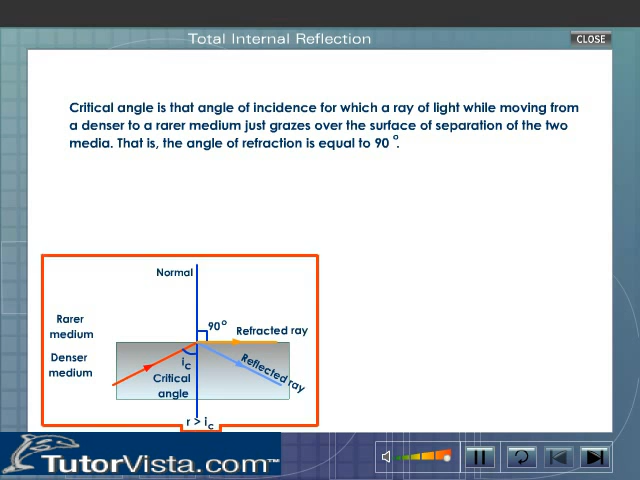 Total Internal Reflection
CLOSE
Critical angle is that angle of incidence for which a ray of light while moving from
a denser to a rarer medium just grazes over the surface of separation of the two
media. That is, the angle of refraction is equal to 90 °.
Normal
Rarer
medium
90°
Refracted ray
Denser
medium
ic
Critical
angle
Reflected ray
r > ic
TutorVista.com™